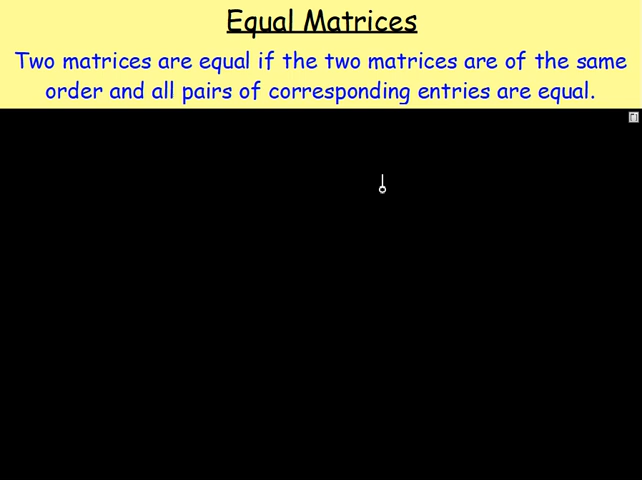 Equal Matrices
Two matrices are equal if the two matrices are of the same
order and all pairs of corresponding entries are equal.